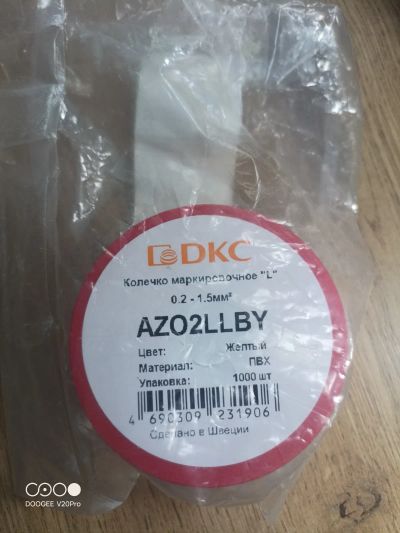 DKC
Колечко маркировочное "L"
0.2 - 1.5мм²
AZO2LLBY
Цвет: Желтый
Материал: ПВХ
Упаковка: 1000 шт
4 690309 231906
Сделано в Швеции
DOOGEE V20Pro